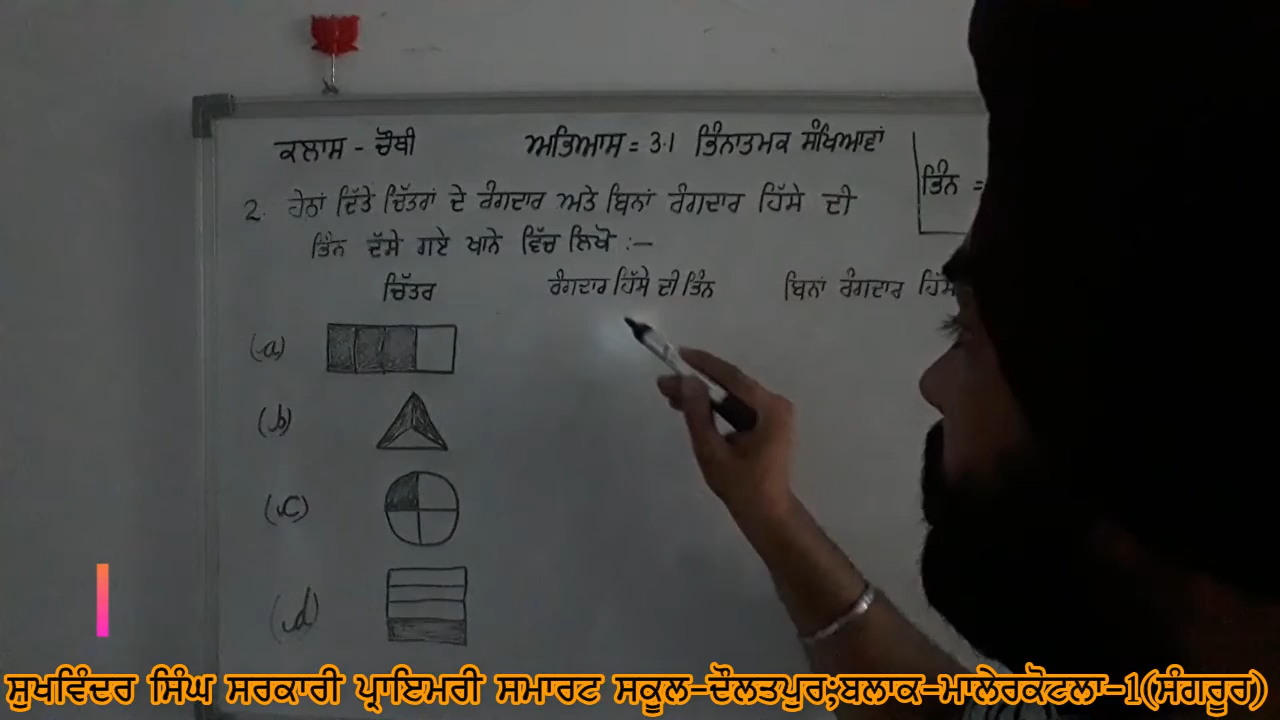 ਕਲਾਸ - ਚੌਥੀ
ਅਭਿਆਸ = 3.1 ਭਿੰਨਾਤਮਕ ਸੰਖਿਆਵਾਂ
ਭਿੰਨ =
2. ਹੇਠਾਂ ਦਿੱਤੇ ਚਿੱਤਰਾਂ ਦੇ ਰੰਗਦਾਰ ਅਤੇ ਬਿਨਾਂ ਰੰਗਦਾਰ ਹਿੱਸੇ ਦੀ
ਭਿੰਨ ਦੱਸੇ ਗਏ ਖਾਨੇ ਵਿੱਚ ਲਿਖੋ :-
ਚਿੱਤਰ ਰੰਗਦਾਰ ਹਿੱਸੇ ਦੀ ਭਿੰਨ ਬਿਨਾਂ ਰੰਗਦਾਰ ਹਿੱਸੇ
(a)
(b)
(c)
(d)
ਸੁਖਵਿੰਦਰ ਸਿੰਘ ਸਰਕਾਰੀ ਪ੍ਰਾਇਮਰੀ ਸਮਾਰਟ ਸਕੂਲ-ਦੌਲਤਪੁਰ;ਬਲਾਕ-ਮਾਲੇਰਕੋਟਲਾ-1(ਸੰਗਰੂਰ)